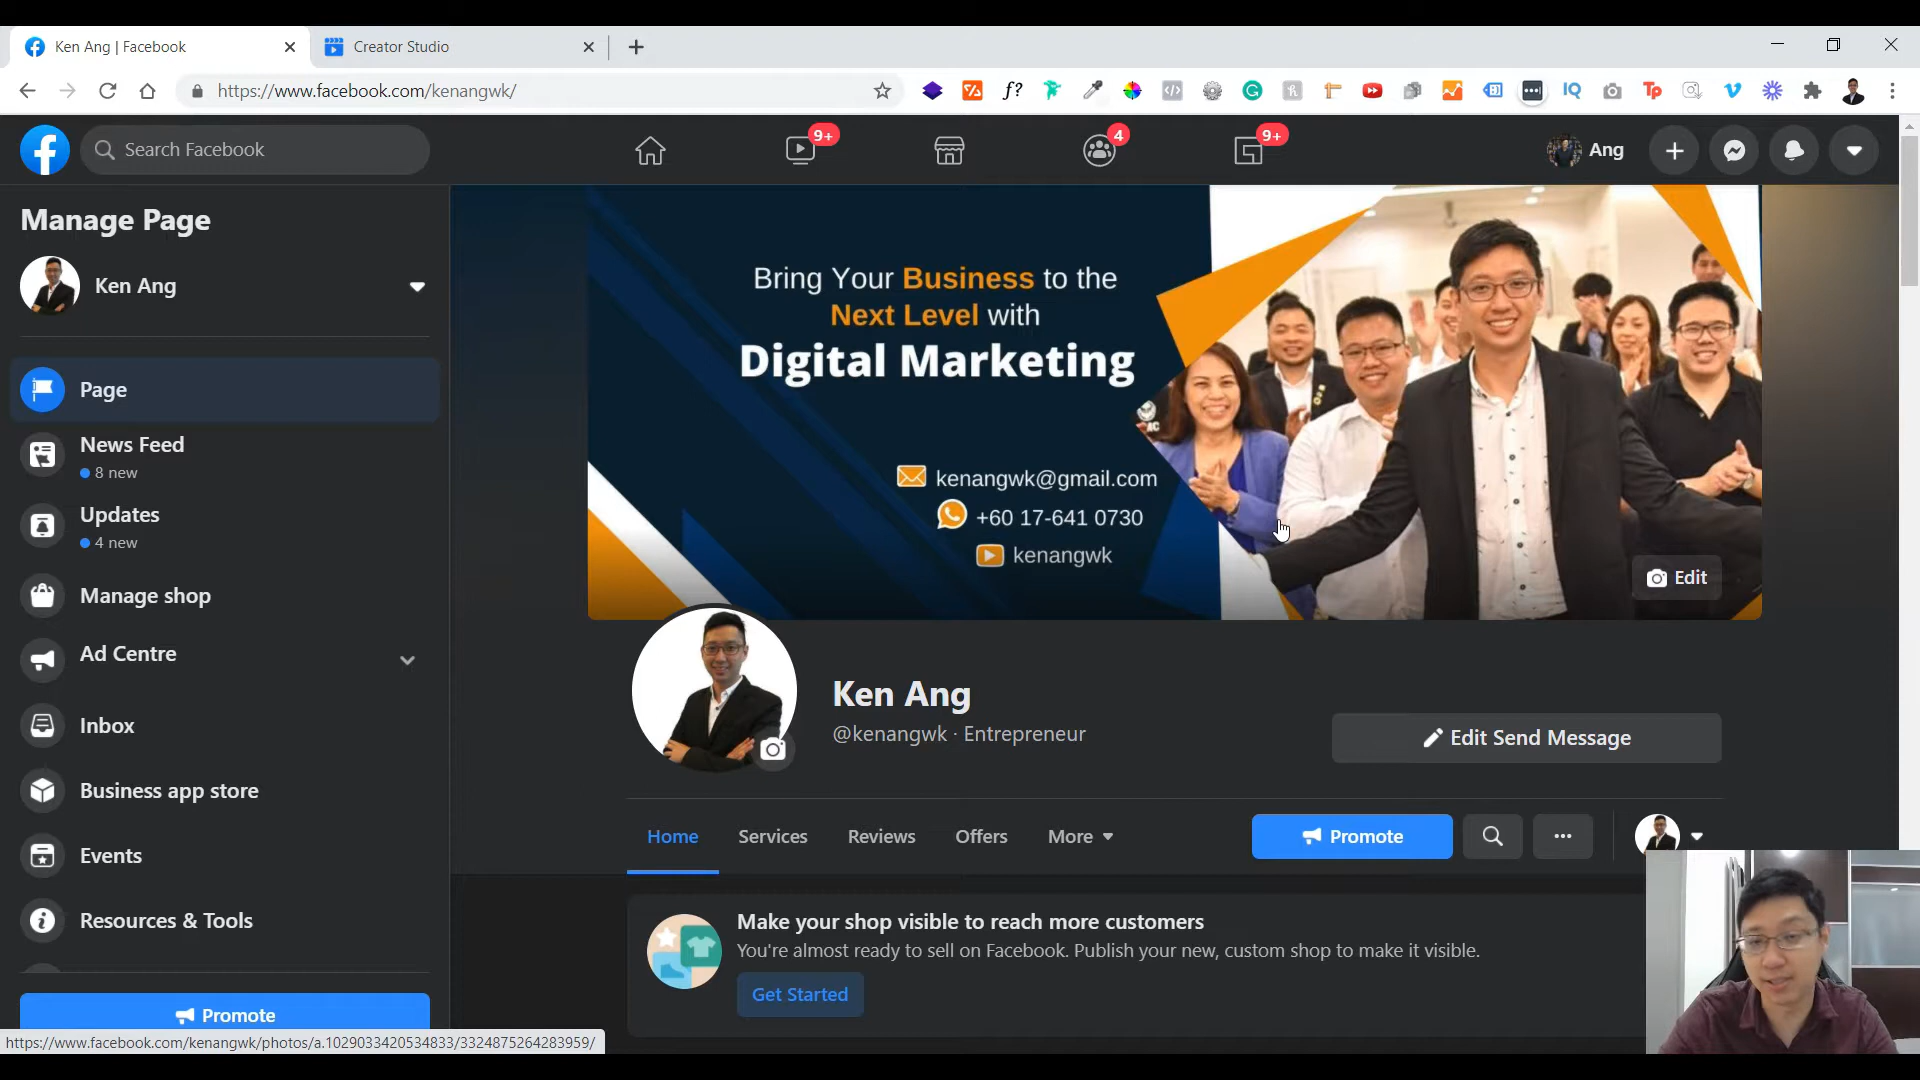 Ken Ang | Facebook
Creator Studio
https://www.facebook.com/kenangwk/
f?
IQ
Tp
Search Facebook
9+
4
9+
Ang
Manage Page
Ken Ang
Page
News Feed
8 new
Updates
4 new
Manage shop
Ad Centre
Inbox
Business app store
Events
Resources & Tools
Promote
https://www.facebook.com/kenangwk/photos/a.1029033420534833/3324875264283959/
Bring Your Business to the
Next Level with
Digital Marketing
kenangwk@gmail.com
+60 17-641 0730
kenangwk
Edit
Ken Ang
@kenangwk · Entrepreneur
Edit Send Message
Home
Services
Reviews
Offers
More
Promote
Make your shop visible to reach more customers
You're almost ready to sell on Facebook. Publish your new, custom shop to make it visible.
Get Started